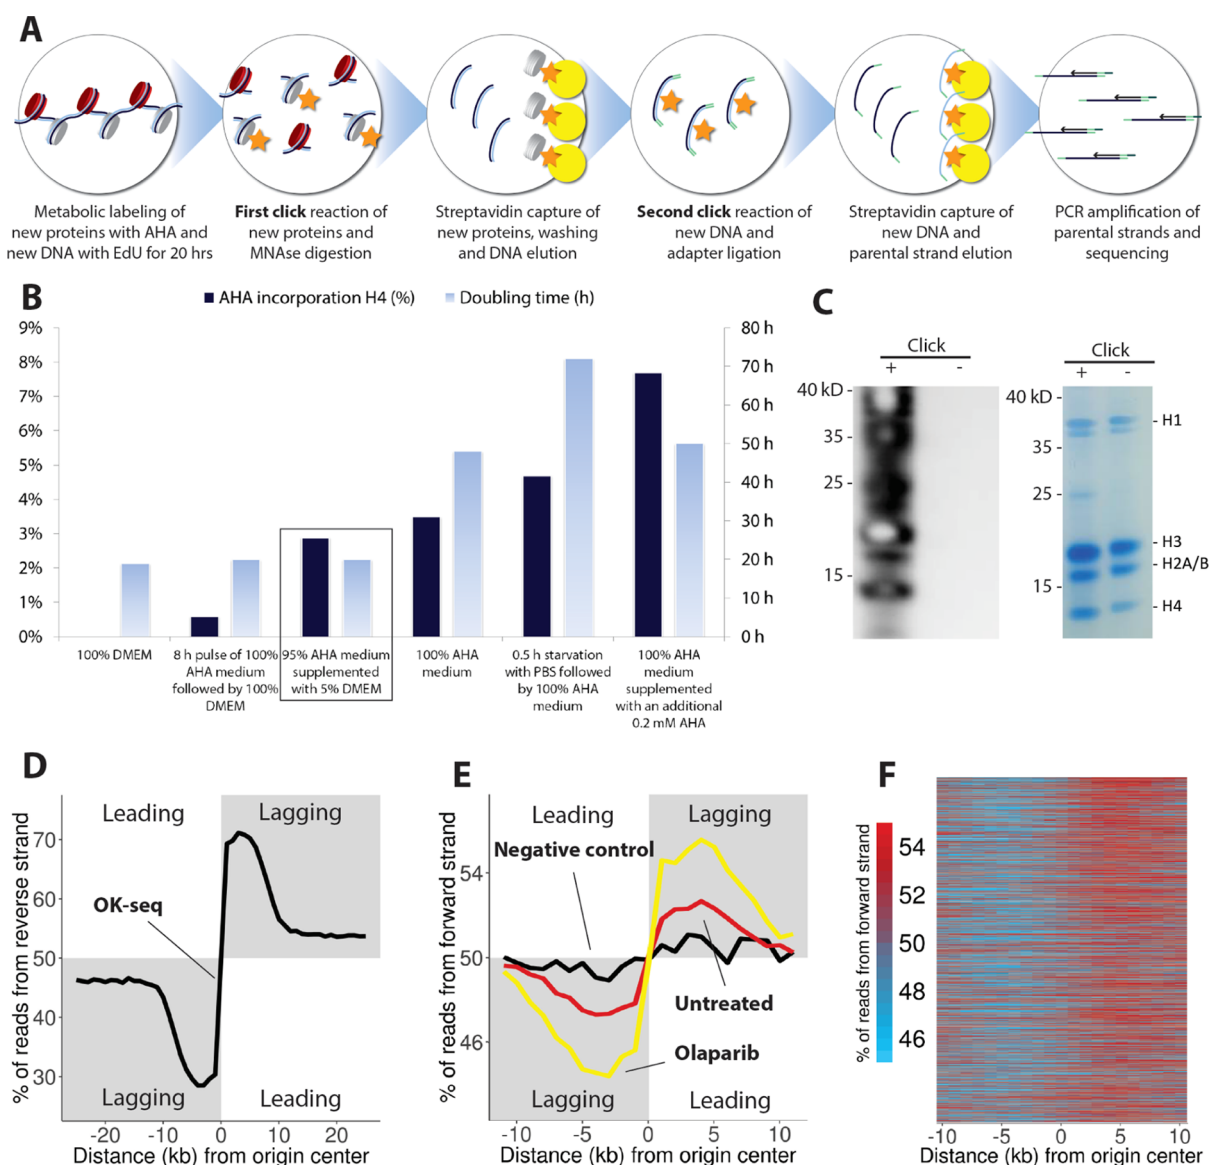 A
Metabolic labeling of
new proteins with AHA and
new DNA with EdU for 20 hrs
First click reaction of
new proteins and
MNAse digestion
Streptavidin capture of
new proteins, washing
and DNA elution
Second click reaction of
new DNA and
adapter ligation
Streptavidin capture of
new DNA and
parental strand elution
PCR amplification of
parental strands and
sequencing
B
AHA incorporation H4 (%)
Doubling time (h)
9%
8%
7%
6%
5%
4%
3%
2%
1%
0%
80 h
70 h
60 h
50 h
40 h
30 h
20 h
10 h
0 h
100% DMEM
8 h pulse of 100%
AHA medium
followed by 100%
DMEM
95% AHA medium
supplemented
with 5% DMEM
100% AHA
medium
0.5 h starvation
with PBS followed
by 100% AHA
medium
100% AHA
medium
supplemented
with an additional
0.2 mM AHA
C
Click
+ -
40 kD -
35 -
25 -
15 -
Click
+ -
40 kD -
35 -
25 -
15 -
- H1
- H3
- H2A/B
- H4
D
% of reads from reverse strand
70
60
50
40
30
Leading
Lagging
OK-seq
Lagging
Leading
-20 -10 0 10 20
Distance (kb) from origin center
E
% of reads from forward strand
54
50
46
Leading
Lagging
Negative control
Untreated
Olaparib
Lagging
Leading
-10 -5 0 5 10
Distance (kb) from origin center
F
% of reads from forward strand
54
52
50
48
46
-10 -5 0 5 10
Distance (kb) from origin center